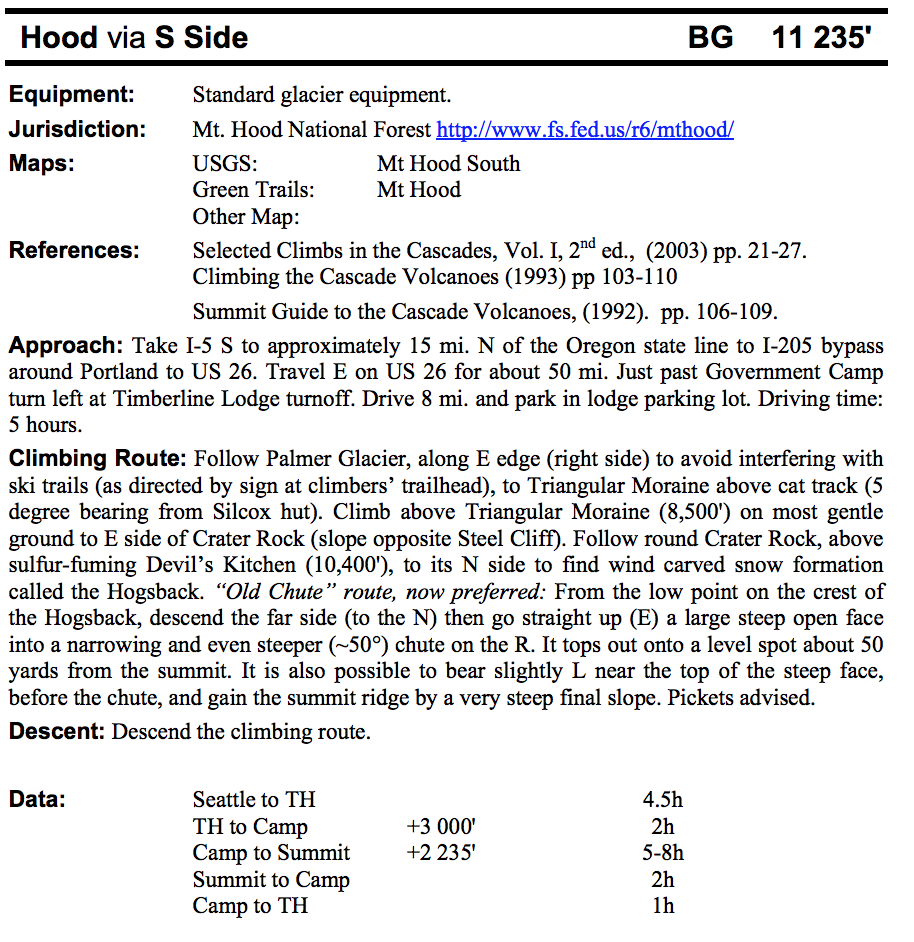 Hood via S Side BG 11 235'
Equipment: Standard glacier equipment.
Jurisdiction: Mt. Hood National Forest http://www.fs.fed.us/r6/mthood/
Maps: USGS: Mt Hood South
Green Trails: Mt Hood
Other Map:
References: Selected Climbs in the Cascades, Vol. I, 2nd ed., (2003) pp. 21-27.
Climbing the Cascade Volcanoes (1993) pp 103-110
Summit Guide to the Cascade Volcanoes, (1992). pp. 106-109.
Approach: Take I-5 S to approximately 15 mi. N of the Oregon state line to I-205 bypass
around Portland to US 26. Travel E on US 26 for about 50 mi. Just past Government Camp
turn left at Timberline Lodge turnoff. Drive 8 mi. and park in lodge parking lot. Driving time:
5 hours.
Climbing Route: Follow Palmer Glacier, along E edge (right side) to avoid interfering with
ski trails (as directed by sign at climbers' trailhead), to Triangular Moraine above cat track (5
degree bearing from Silcox hut). Climb above Triangular Moraine (8,500') on most gentle
ground to E side of Crater Rock (slope opposite Steel Cliff). Follow round Crater Rock, above
sulfur-fuming Devil's Kitchen (10,400'), to its N side to find wind carved snow formation
called the Hogsback. "Old Chute" route, now preferred: From the low point on the crest of
the Hogsback, descend the far side (to the N) then go straight up (E) a large steep open face
into a narrowing and even steeper (~50°) chute on the R. It tops out onto a level spot about 50
yards from the summit. It is also possible to bear slightly L near the top of the steep face,
before the chute, and gain the summit ridge by a very steep final slope. Pickets advised.
Descent: Descend the climbing route.
Data: Seattle to TH 4.5h
TH to Camp +3 000' 2h
Camp to Summit +2 235' 5-8h
Summit to Camp 2h
Camp to TH 1h